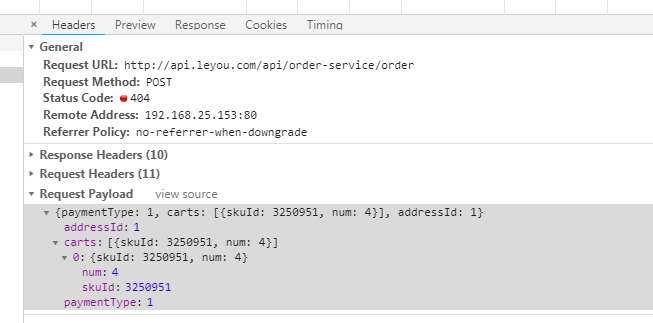 × Headers Preview Response Cookies Timing
▼ General
Request URL: http://api.leyou.com/api/order-service/order
Request Method: POST
Status Code: 404
Remote Address: 192.168.25.153:80
Referrer Policy: no-referrer-when-downgrade
▶ Response Headers (10)
▶ Request Headers (11)
▼ Request Payload view source
▼ {paymentType: 1, carts: [{skuId: 3250951, num: 4}], addressId: 1}
addressId: 1
▼ carts: [{skuId: 3250951, num: 4}]
▼ 0: {skuId: 3250951, num: 4}
num: 4
skuId: 3250951
paymentType: 1